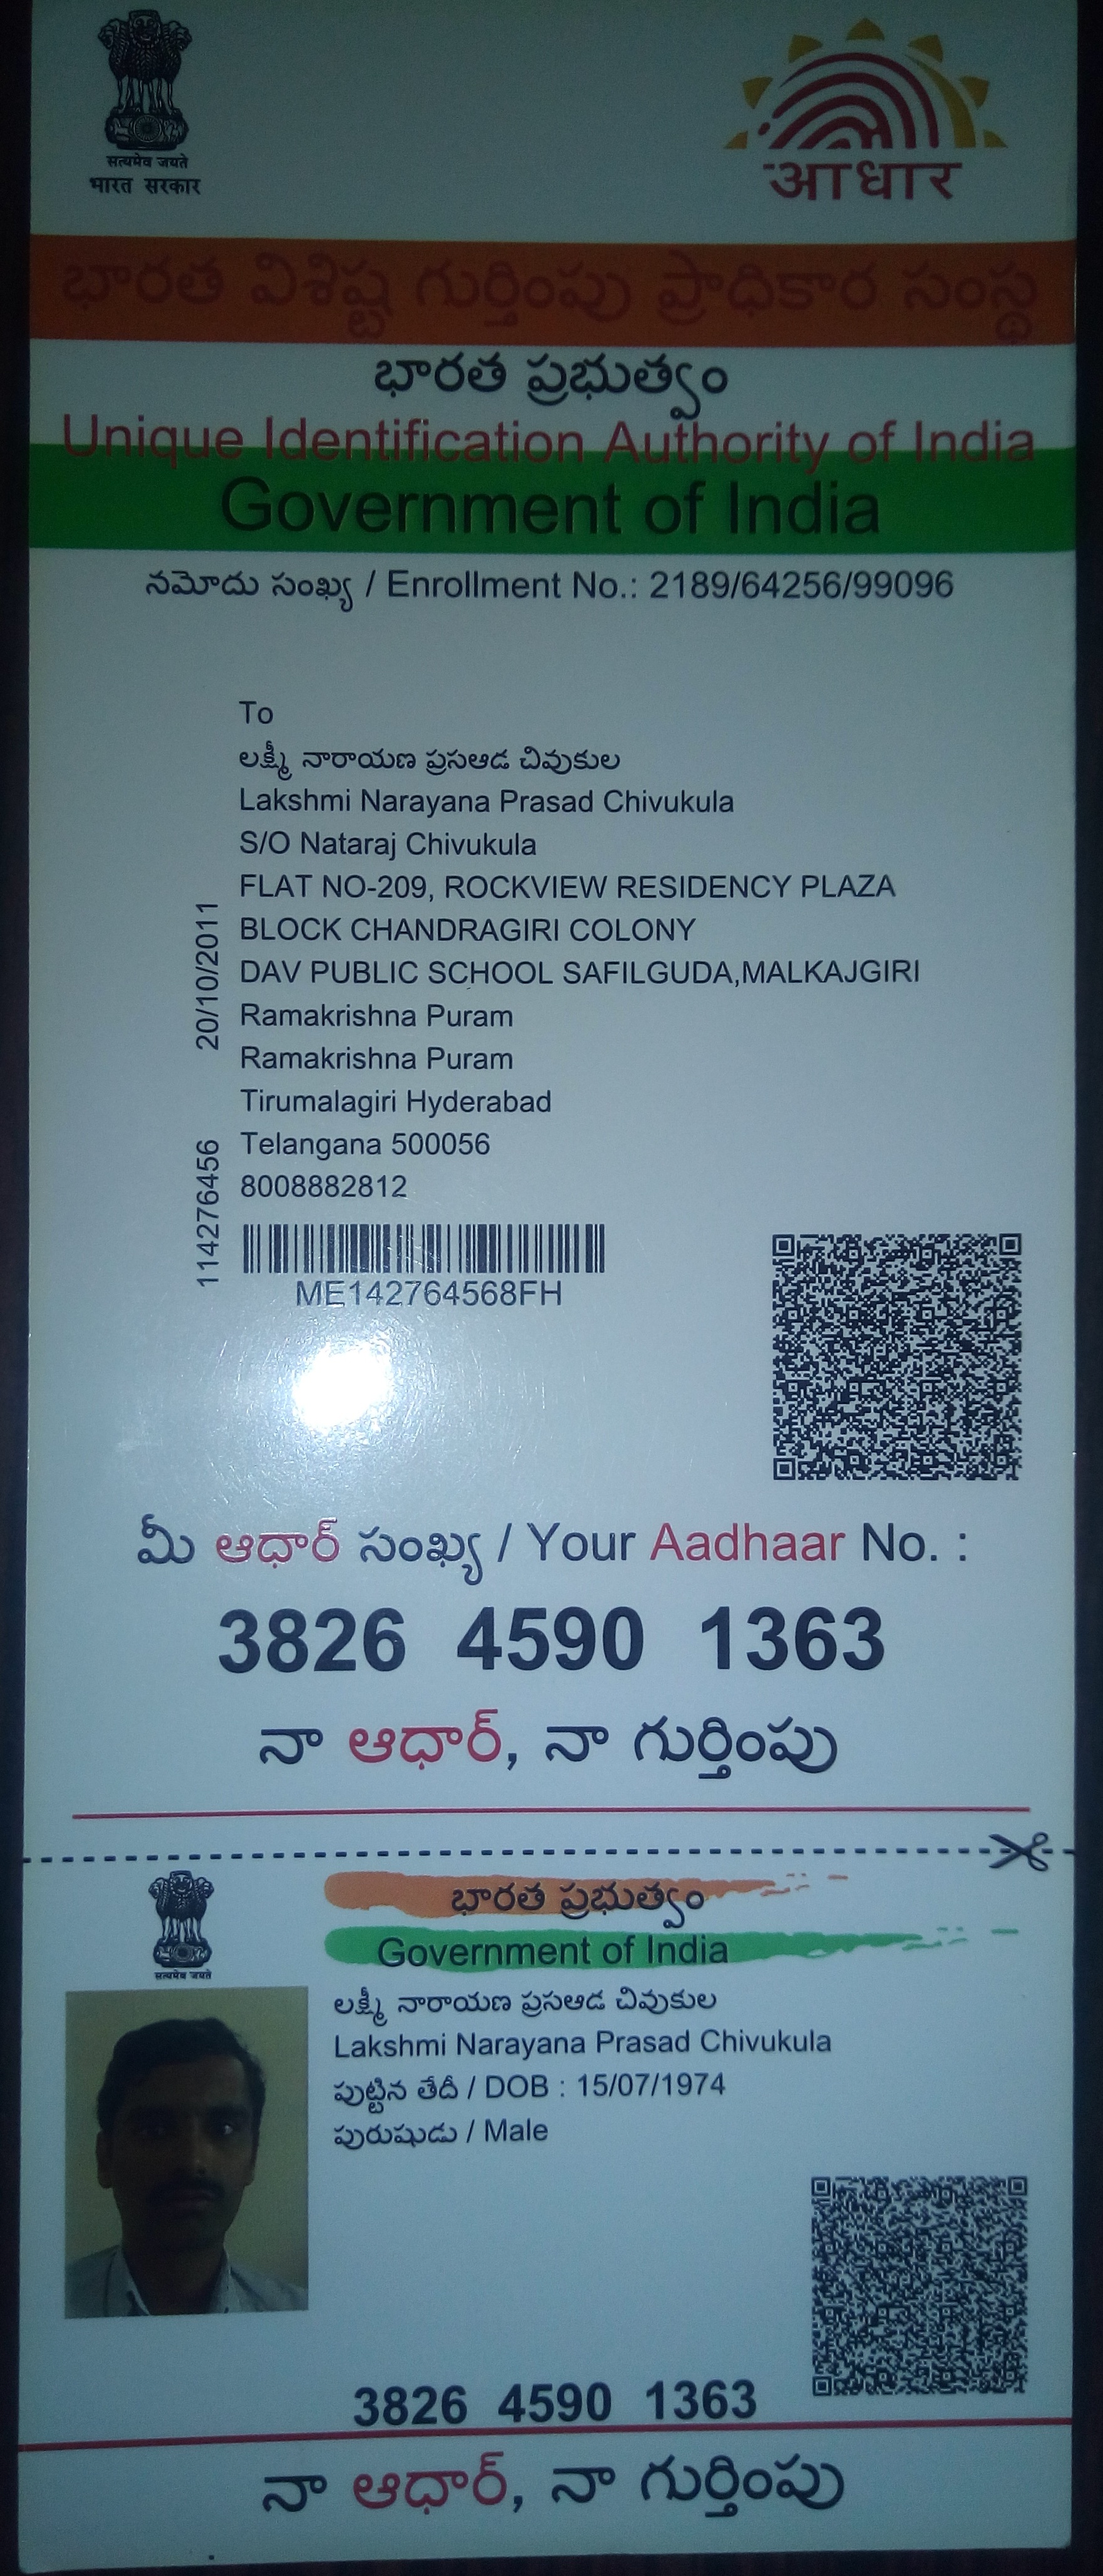 सत्यमेव जयते
भारत सरकार
आधार
భారత విశిష్ట గుర్తింపు ప్రాధికార సంస్థ
భారత ప్రభుత్వం
Unique Identification Authority of India
Government of India
నమోదు సంఖ్య / Enrollment No.: 2189/64256/99096
To
లక్ష్మీ నారాయణ ప్రసఆడ చివుకుల
Lakshmi Narayana Prasad Chivukula
S/O Nataraj Chivukula
FLAT NO-209, ROCKVIEW RESIDENCY PLAZA
BLOCK CHANDRAGIRI COLONY
DAV PUBLIC SCHOOL SAFILGUDA,MALKAJGIRI
Ramakrishna Puram
Ramakrishna Puram
Tirumalagiri Hyderabad
Telangana 500056
8008882812
20/10/2011
114276456
ME142764568FH
మీ ఆధార్ సంఖ్య / Your Aadhaar No. :
3826 4590 1363
నా ఆధార్, నా గుర్తింపు
भारत ప్రభుత్వం
Government of India
सत्यमेव जयते
లక్ష్మీ నారాయణ ప్రసఆడ చివుకుల
Lakshmi Narayana Prasad Chivukula
పుట్టిన తేదీ / DOB : 15/07/1974
పురుషుడు / Male
3826 4590 1363
నా ఆధార్, నా గుర్తింపు